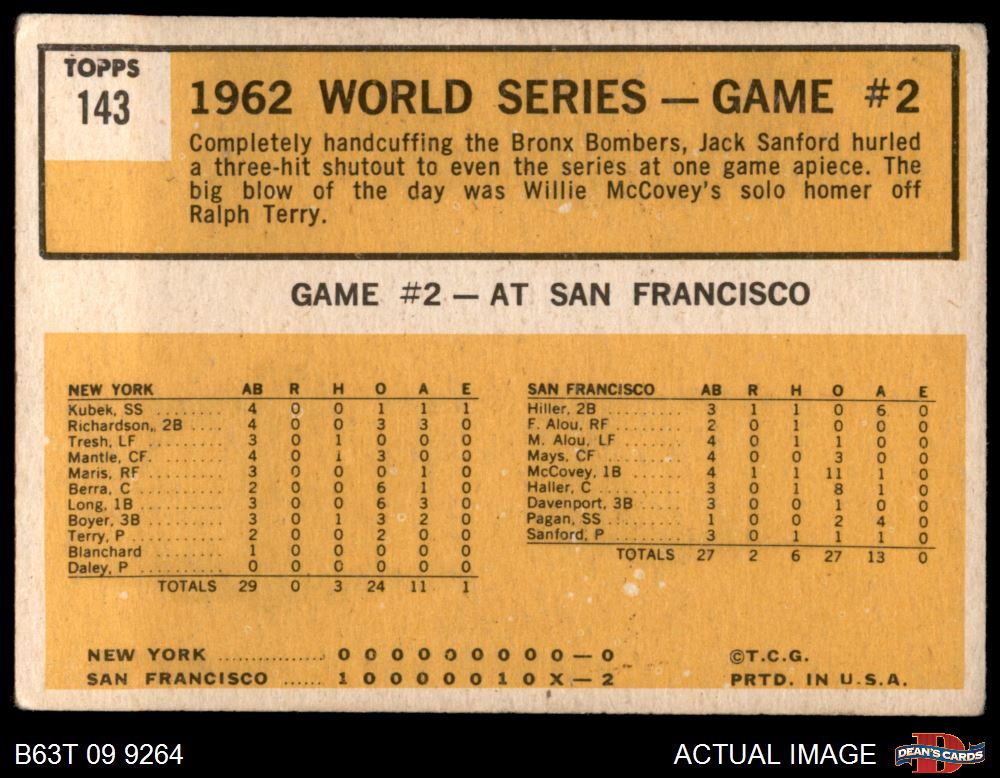 TOPPS
143
1962 WORLD SERIES — GAME #2
Completely handcuffing the Bronx Bombers, Jack Sanford hurled
a three-hit shutout to even the series at one game apiece. The
big blow of the day was Willie McCovey's solo homer off
Ralph Terry.
GAME #2 — AT SAN FRANCISCO
NEW YORK AB R H O A E
Kubek, SS ........ 4 0 0 1 1 1
Richardson, 2B .... 4 0 0 3 3 0
Tresh, LF ......... 3 0 1 0 0 0
Mantle, CF. ........ 4 0 1 3 0 0
Maris, RF ......... 3 0 0 0 1 0
Berra, C .......... 2 0 0 6 1 0
Long, 1B .......... 3 0 0 6 3 0
Boyer, 3B ......... 3 0 1 3 2 0
Terry, P .......... 2 0 0 2 0 0
Blanchard ........ 1 0 0 0 0 0
Daley, P .......... 0 0 0 0 0 0
TOTALS 29 0 3 24 11 1
SAN FRANCISCO AB R H O A E
Hiller, 2B ......... 3 1 1 0 6 0
F. Alou, RF ....... 2 0 1 0 0 0
M. Alou, LF ....... 4 0 1 1 0 0
Mays, CF ......... 4 0 0 3 0 0
McCovey, 1B ...... 4 1 1 11 1 0
Haller, C ......... 3 0 1 8 1 0
Davenport, 3B .... 3 0 0 1 0 0
Pagan, SS ......... 1 0 0 2 4 0
Sanford, P ........ 3 0 1 1 1 0
TOTALS 27 2 6 27 13 0
NEW YORK ................ 0 0 0 0 0 0 0 0 0 — 0
SAN FRANCISCO ...... 1 0 0 0 0 0 1 0 X — 2
©T.C.G.
PRTD. IN U.S.A.
B63T 09 9264
ACTUAL IMAGE
DEAN'S CARDS